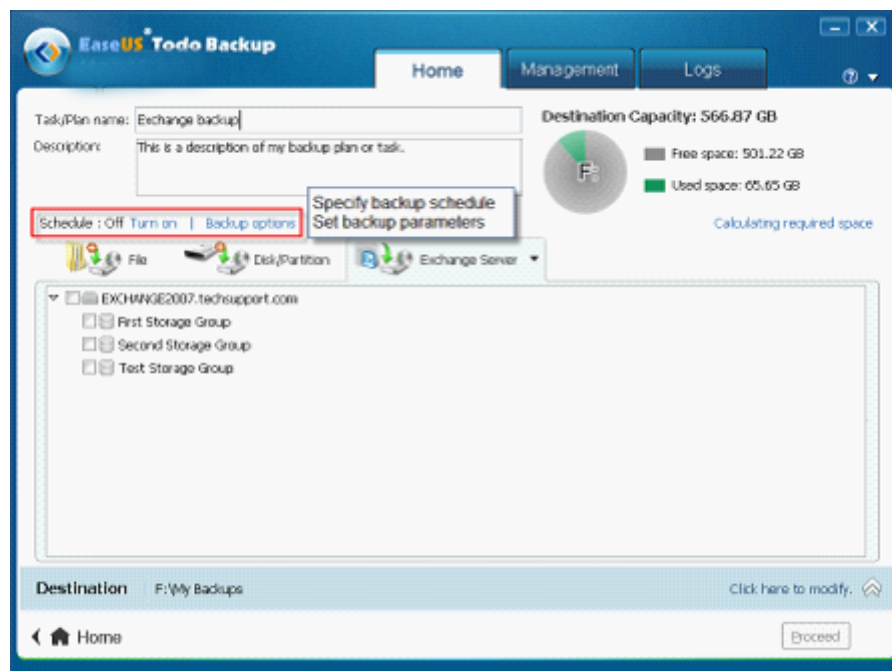 EaseUS Todo Backup
Home
Management
Logs
Task/Plan name: Exchange backup
Description: This is a description of my backup plan or task.
Destination Capacity: 566.87 GB
F:
Free space: 501.22 GB
Used space: 65.65 GB
Schedule : Off Turn on | Backup options
Specify backup schedule
Set backup parameters
Calculating required space
File
Disk/Partition
Exchange Server
EXCHANGE2007.techsupport.com
First Storage Group
Second Storage Group
Test Storage Group
Destination F:\My Backups
Click here to modify.
Home
Proceed